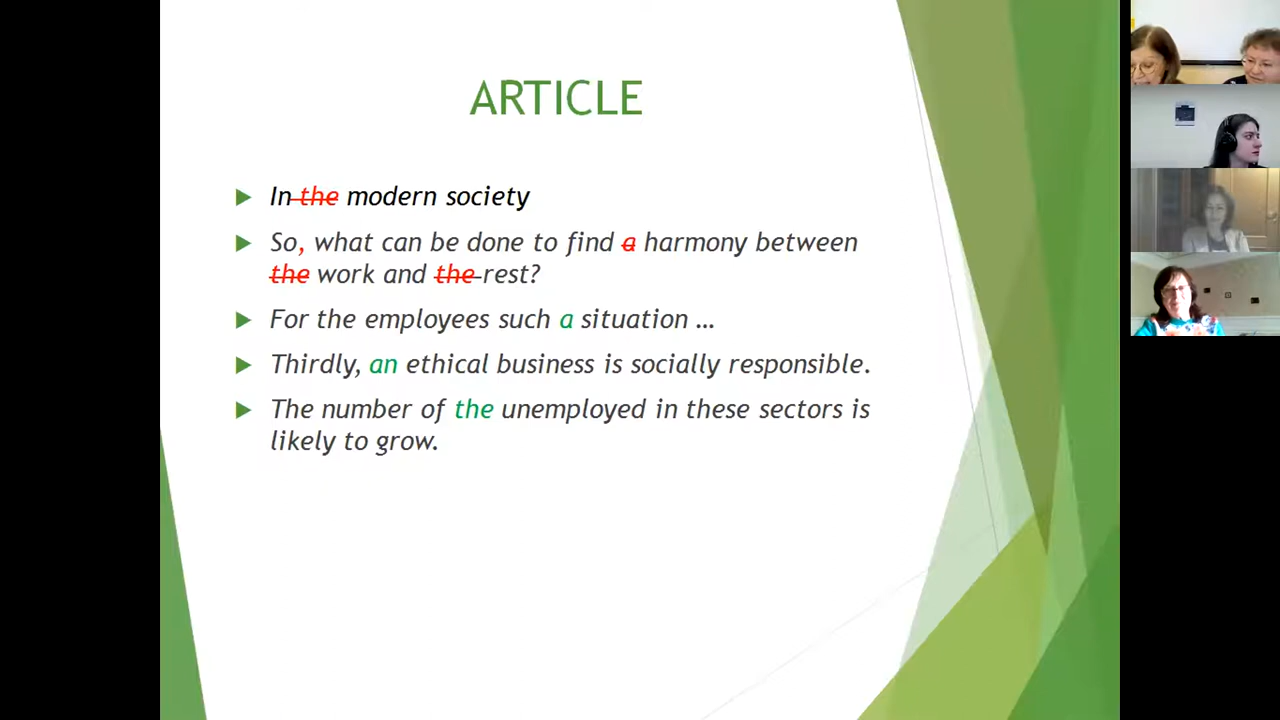 ARTICLE
In the modern society
So, what can be done to find a harmony between
the work and the rest?
For the employees such a situation …
Thirdly, an ethical business is socially responsible.
The number of the unemployed in these sectors is
likely to grow.